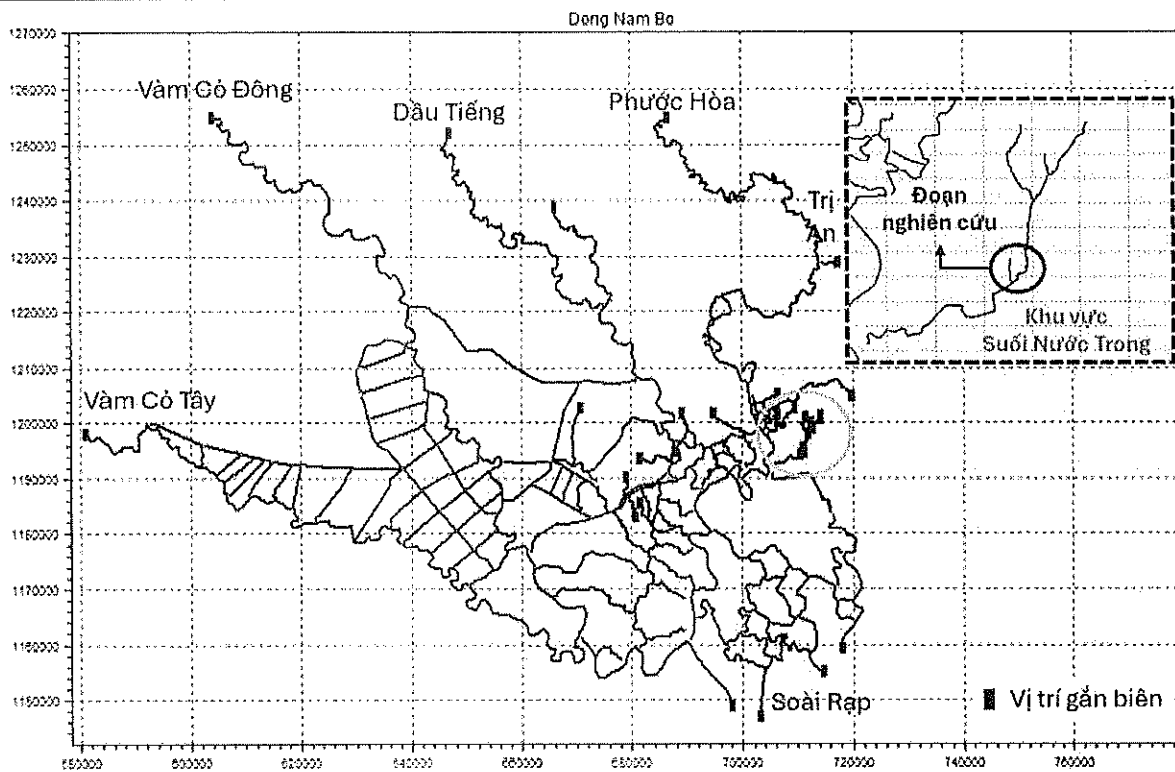 Dong Nam Bo
1270000
1260000
1250000
1240000
1230000
1220000
1210000
1200000
1190000
1180000
1170000
1160000
1150000
Vàm Cỏ Đông
Dầu Tiếng
Phước Hòa
Trị
An
Đoạn
nghiên cứu
Khu vực
Suối Nước Trong
Vàm Cỏ Tây
Soài Rạp
Vị trí gắn biên
580000 600000 620000 640000 660000 680000 700000 720000 740000 760000